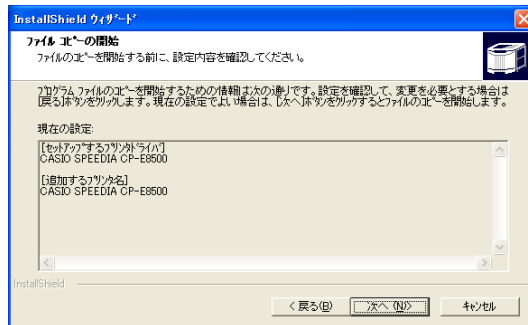 InstallShield ウィザード
ファイル コピーの開始
ファイルのコピーを開始する前に、設定内容を確認してください。
プログラム ファイルのコピーを開始するための情報は次の通りです。設定を確認して、変更を必要とする場合は
[戻る]ボタンをクリックします。現在の設定でよい場合は、[次へ]ボタンをクリックするとファイルのコピーを開始します。
現在の設定:
[セットアップするプリンタドライバ]
CASIO SPEEDIA CP-E8500
[追加するプリンタ名]
CASIO SPEEDIA CP-E8500
InstallShield
< 戻る(B) 次へ (N)> キャンセル